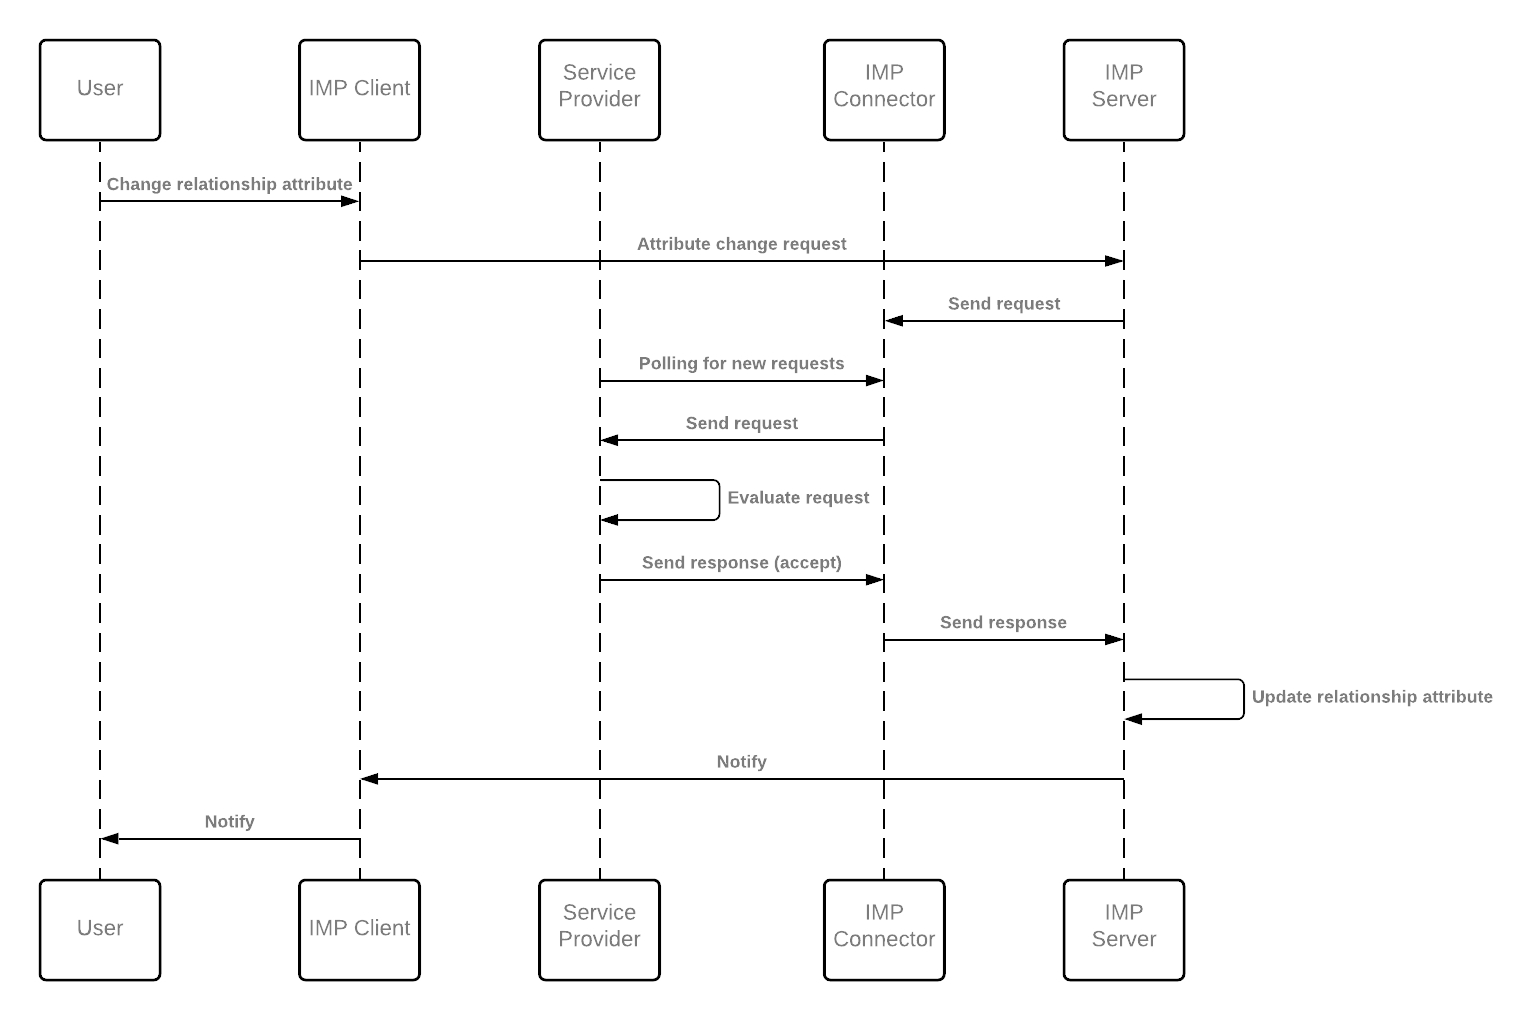 User
IMP Client
Service
Provider
IMP
Connector
IMP
Server
Change relationship attribute
Attribute change request
Send request
Polling for new requests
Send request
Evaluate request
Send response (accept)
Send response
Update relationship attribute
Notify
Notify
User
IMP Client
Service
Provider
IMP
Connector
IMP
Server